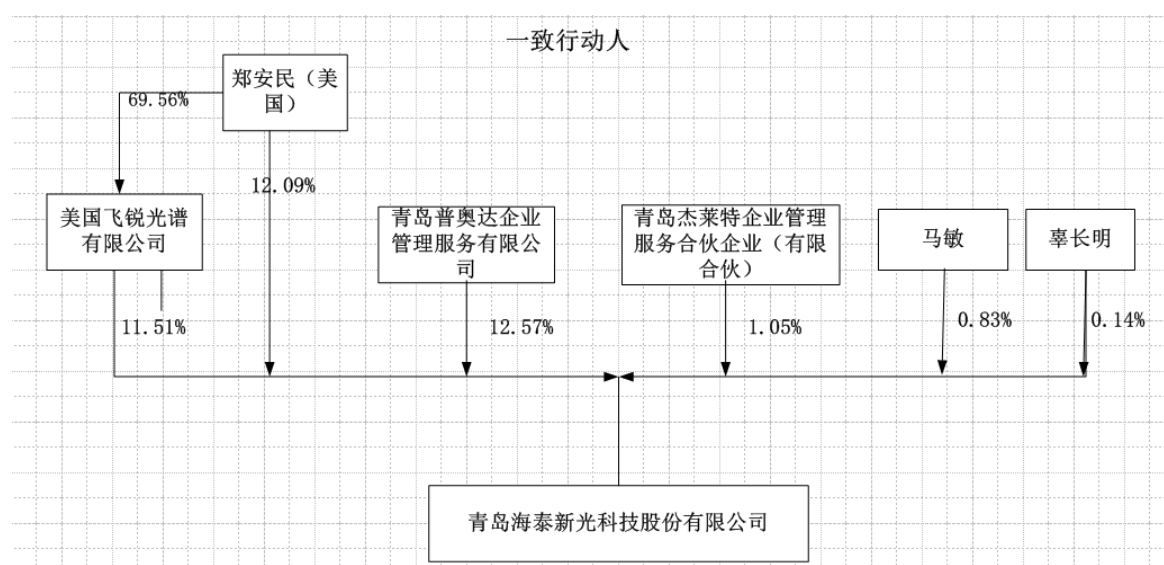 一致行动人
郑安民（美
国）
69.56%
12.09%
美国飞锐光谱
有限公司
青岛普奥达企业
管理服务有限公
司
青岛杰莱特企业管理
服务合伙企业（有限
合伙）
马敏
辜长明
11.51%
12.57%
1.05%
0.83%
0.14%
青岛海泰新光科技股份有限公司